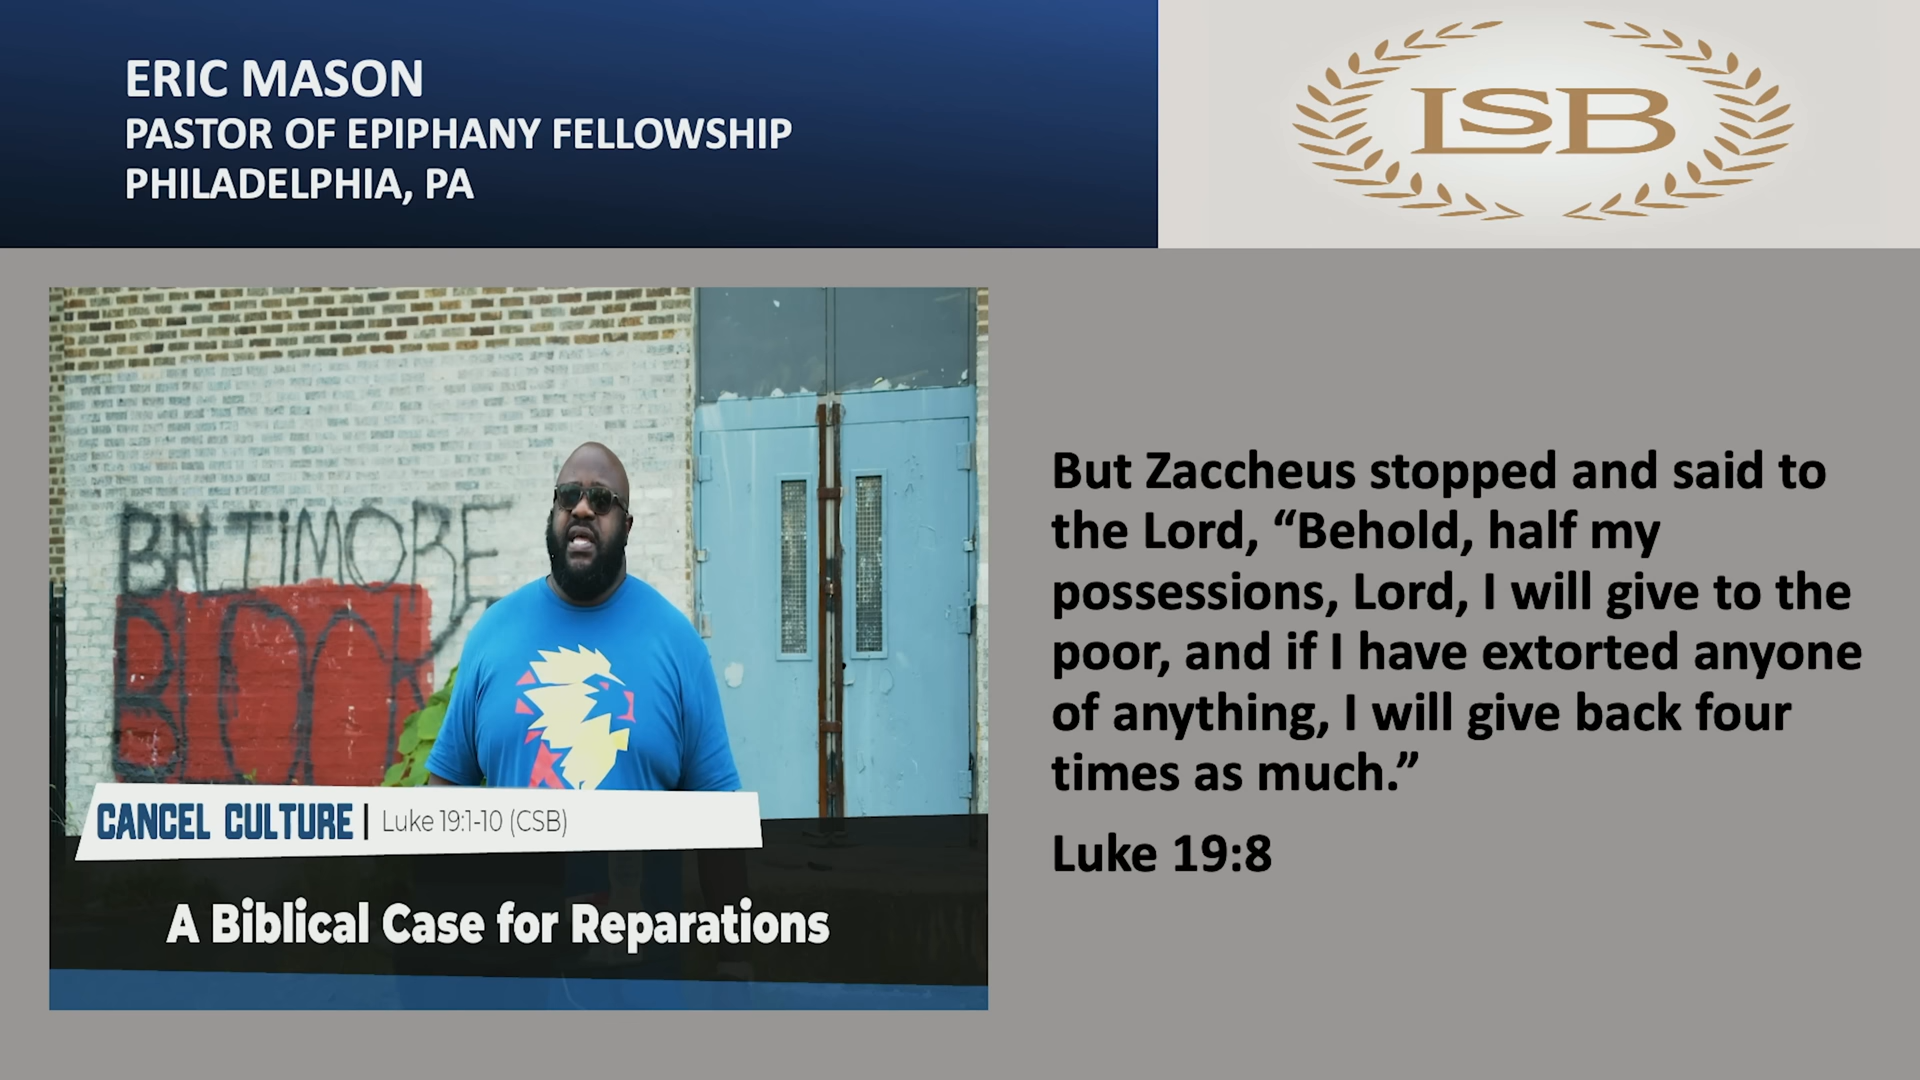 ERIC MASON
PASTOR OF EPIPHANY FELLOWSHIP
PHILADELPHIA, PA
LSB
BALTIMORE
BLOCK
CANCEL CULTURE | Luke 19:1-10 (CSB)
A Biblical Case for Reparations
But Zaccheus stopped and said to
the Lord, “Behold, half my
possessions, Lord, I will give to the
poor, and if I have extorted anyone
of anything, I will give back four
times as much.”
Luke 19:8